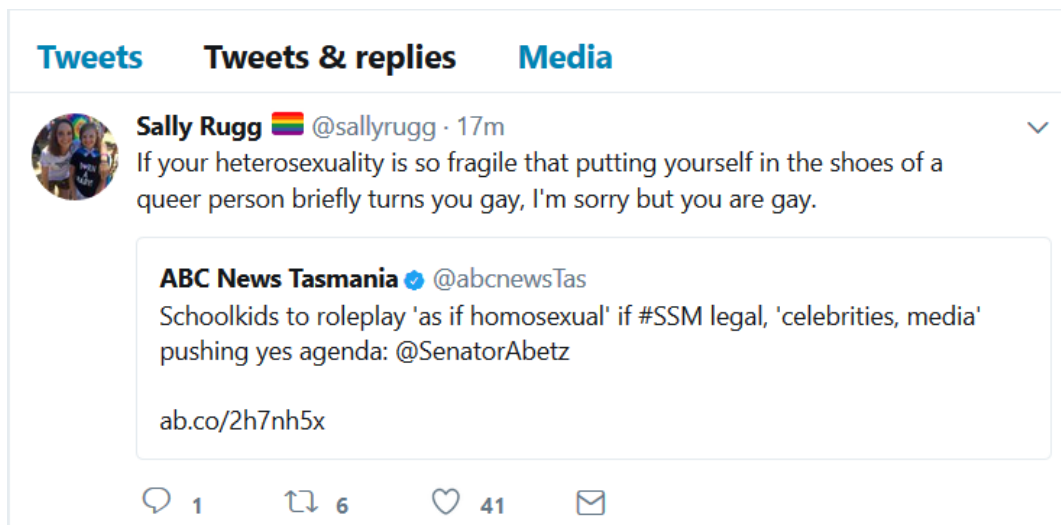 Tweets Tweets & replies Media
Sally Rugg @sallyrugg · 17m
If your heterosexuality is so fragile that putting yourself in the shoes of a
queer person briefly turns you gay, I'm sorry but you are gay.
ABC News Tasmania @abcnewsTas
Schoolkids to roleplay 'as if homosexual' if #SSM legal, 'celebrities, media'
pushing yes agenda: @SenatorAbetz
ab.co/2h7nh5x
1 6 41